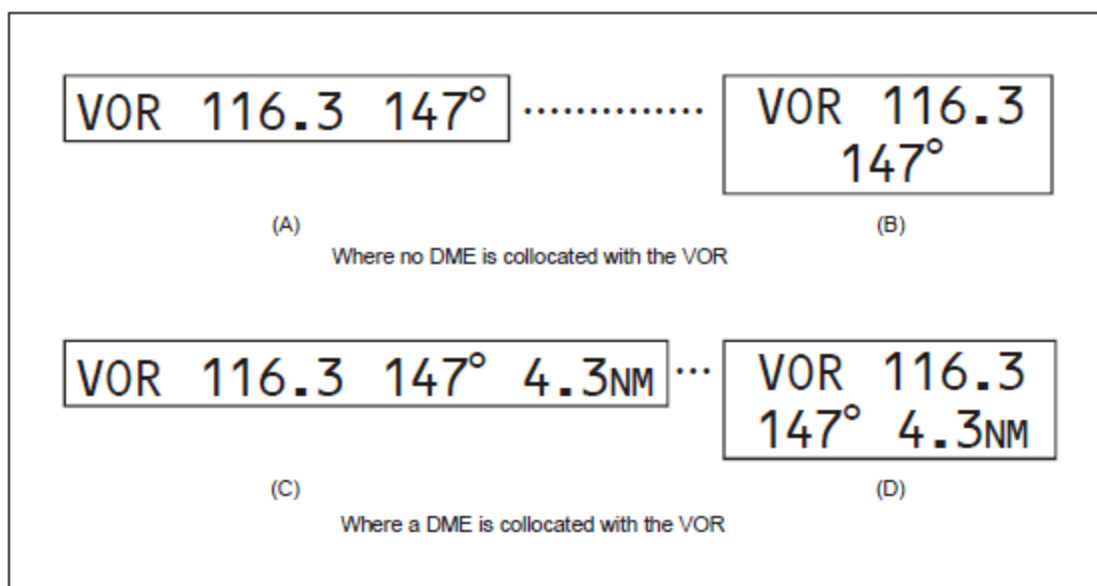 VOR 116.3 147° .............. VOR 116.3
147°
(A) (B)
Where no DME is collocated with the VOR
VOR 116.3 147° 4.3NM ... VOR 116.3
147° 4.3NM
(C) (D)
Where a DME is collocated with the VOR